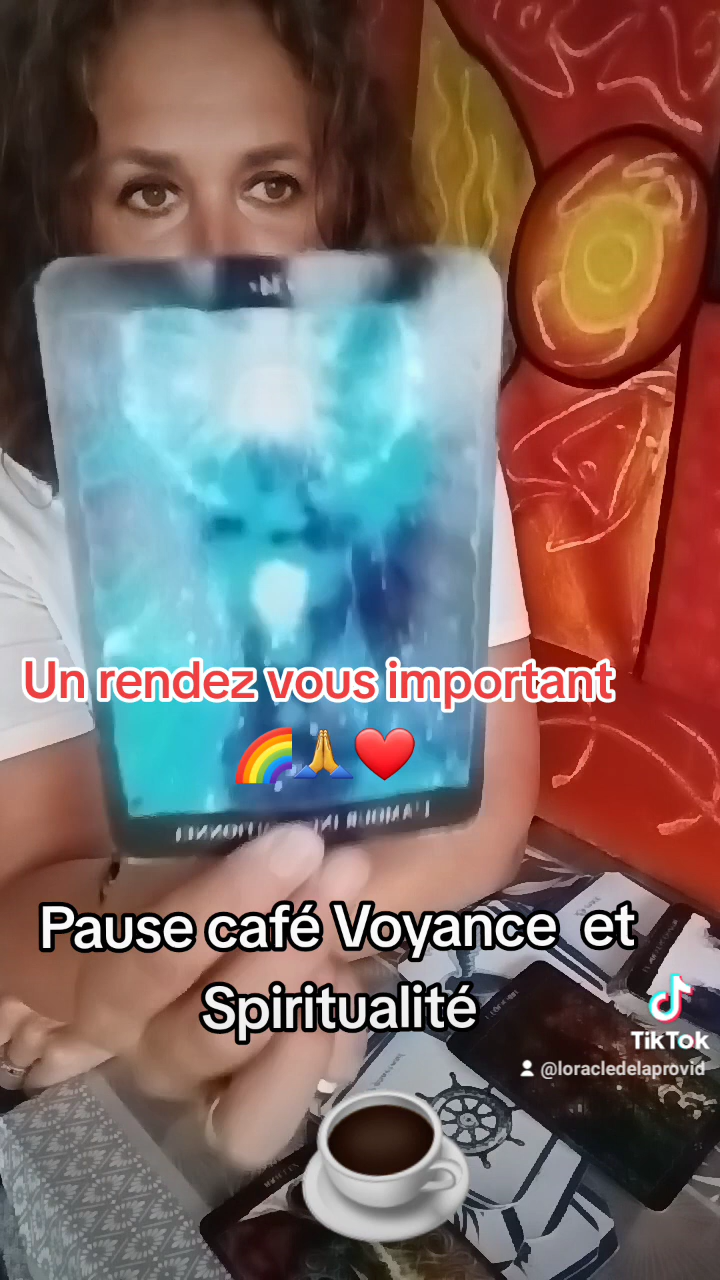 Un rendez vous important
🌈🙏❤️
Pause café Voyance et
Spiritualité
TikTok
@loracledelaprovid